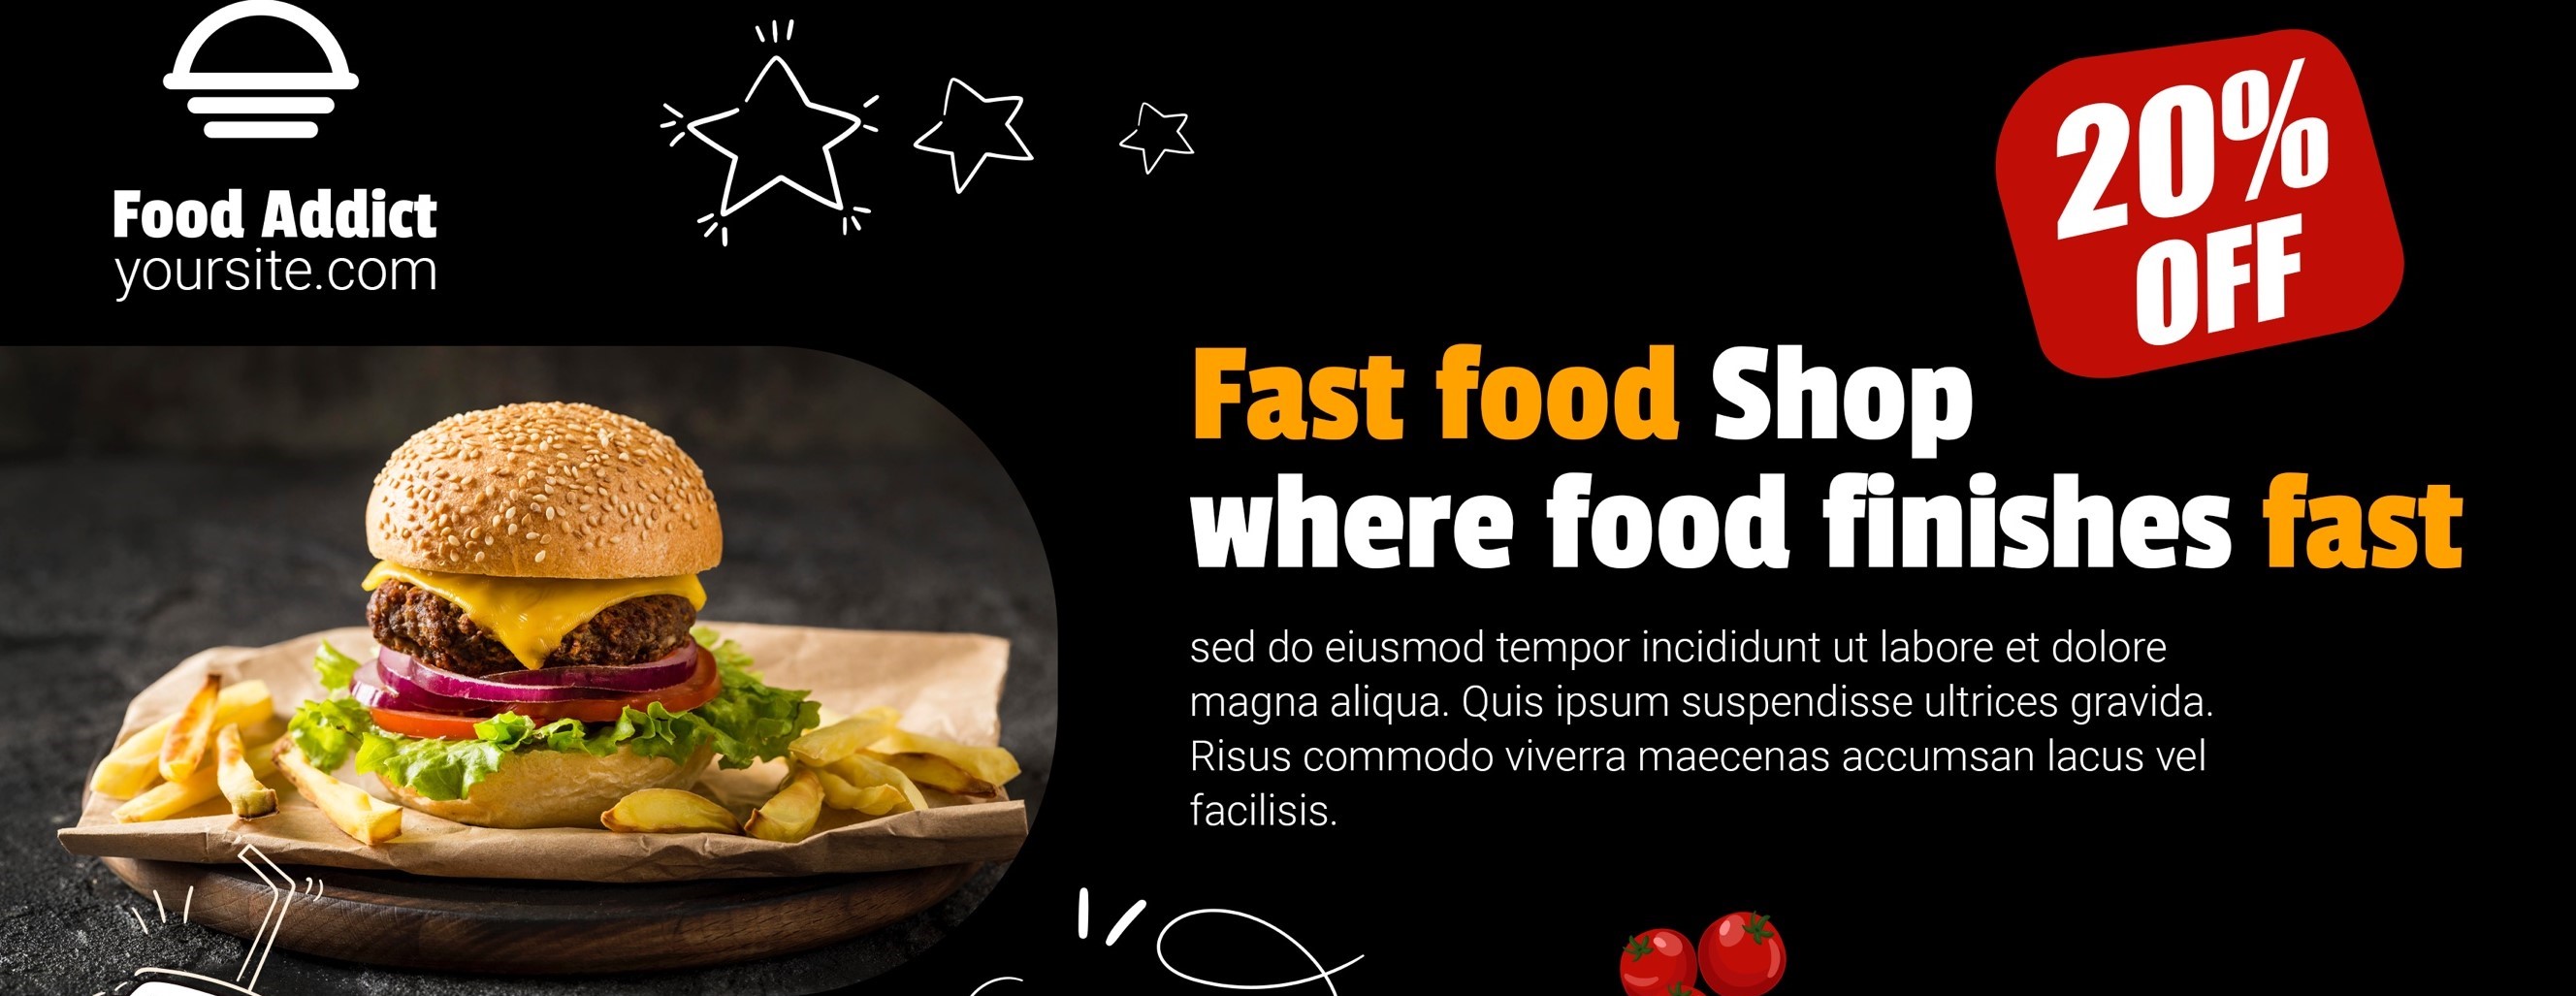 Food Addict
yoursite.com
20%
OFF
Fast food Shop
where food finishes fast
sed do eiusmod tempor incididunt ut labore et dolore
magna aliqua. Quis ipsum suspendisse ultrices gravida.
Risus commodo viverra maecenas accumsan lacus vel
facilisis.